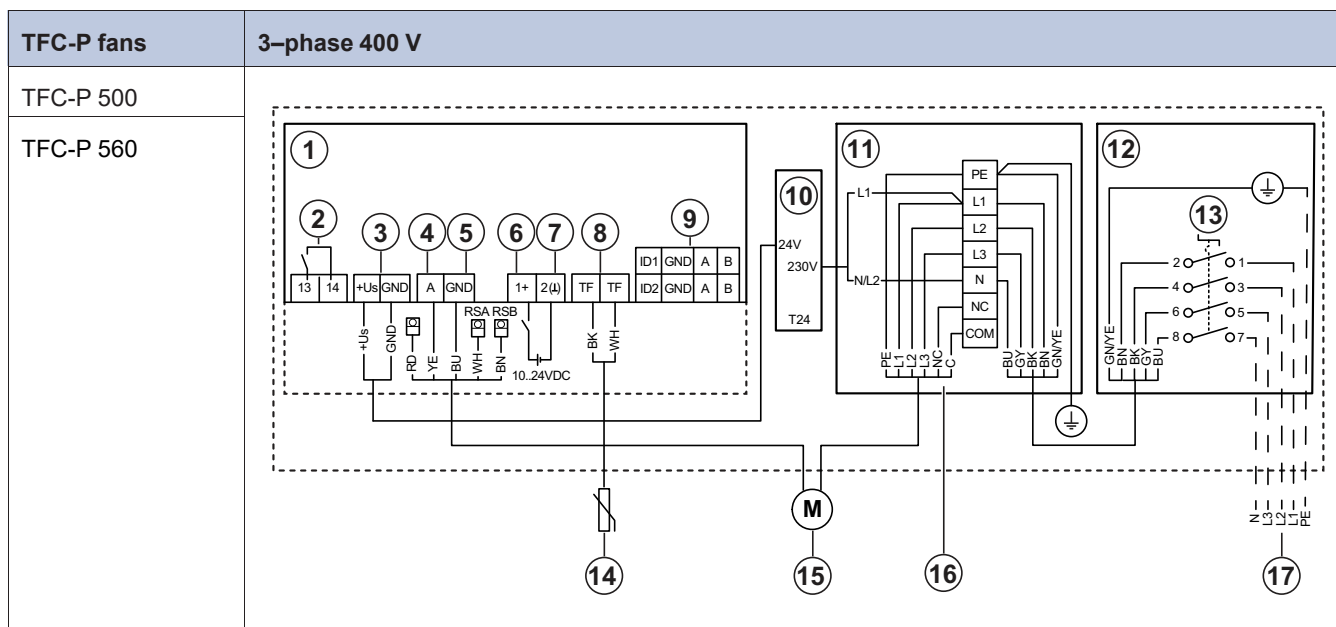 TFC-P fans
3–phase 400 V
TFC-P 500
TFC-P 560
1
11
12
2
3
4
5
6
7
8
9
10
13
13
14
+Us
GND
A
GND
1+
2(⊥)
TF
TF
ID1
GND
A
B
ID2
GND
A
B
24V
230V
T24
L1
N/L2
PE
L1
L2
L3
N
NC
COM
2
1
4
3
6
5
8
7
+Us
GND
RD
YE
BU
RSA
RSB
WH
BN
10..24VDC
BK
WH
PE
L1
L2
L3
NC
C
BU
GY
BK
BN
GN/YE
GN/YE
BN
BK
GY
BU
M
N
L3
L2
L1
PE
14
15
16
17